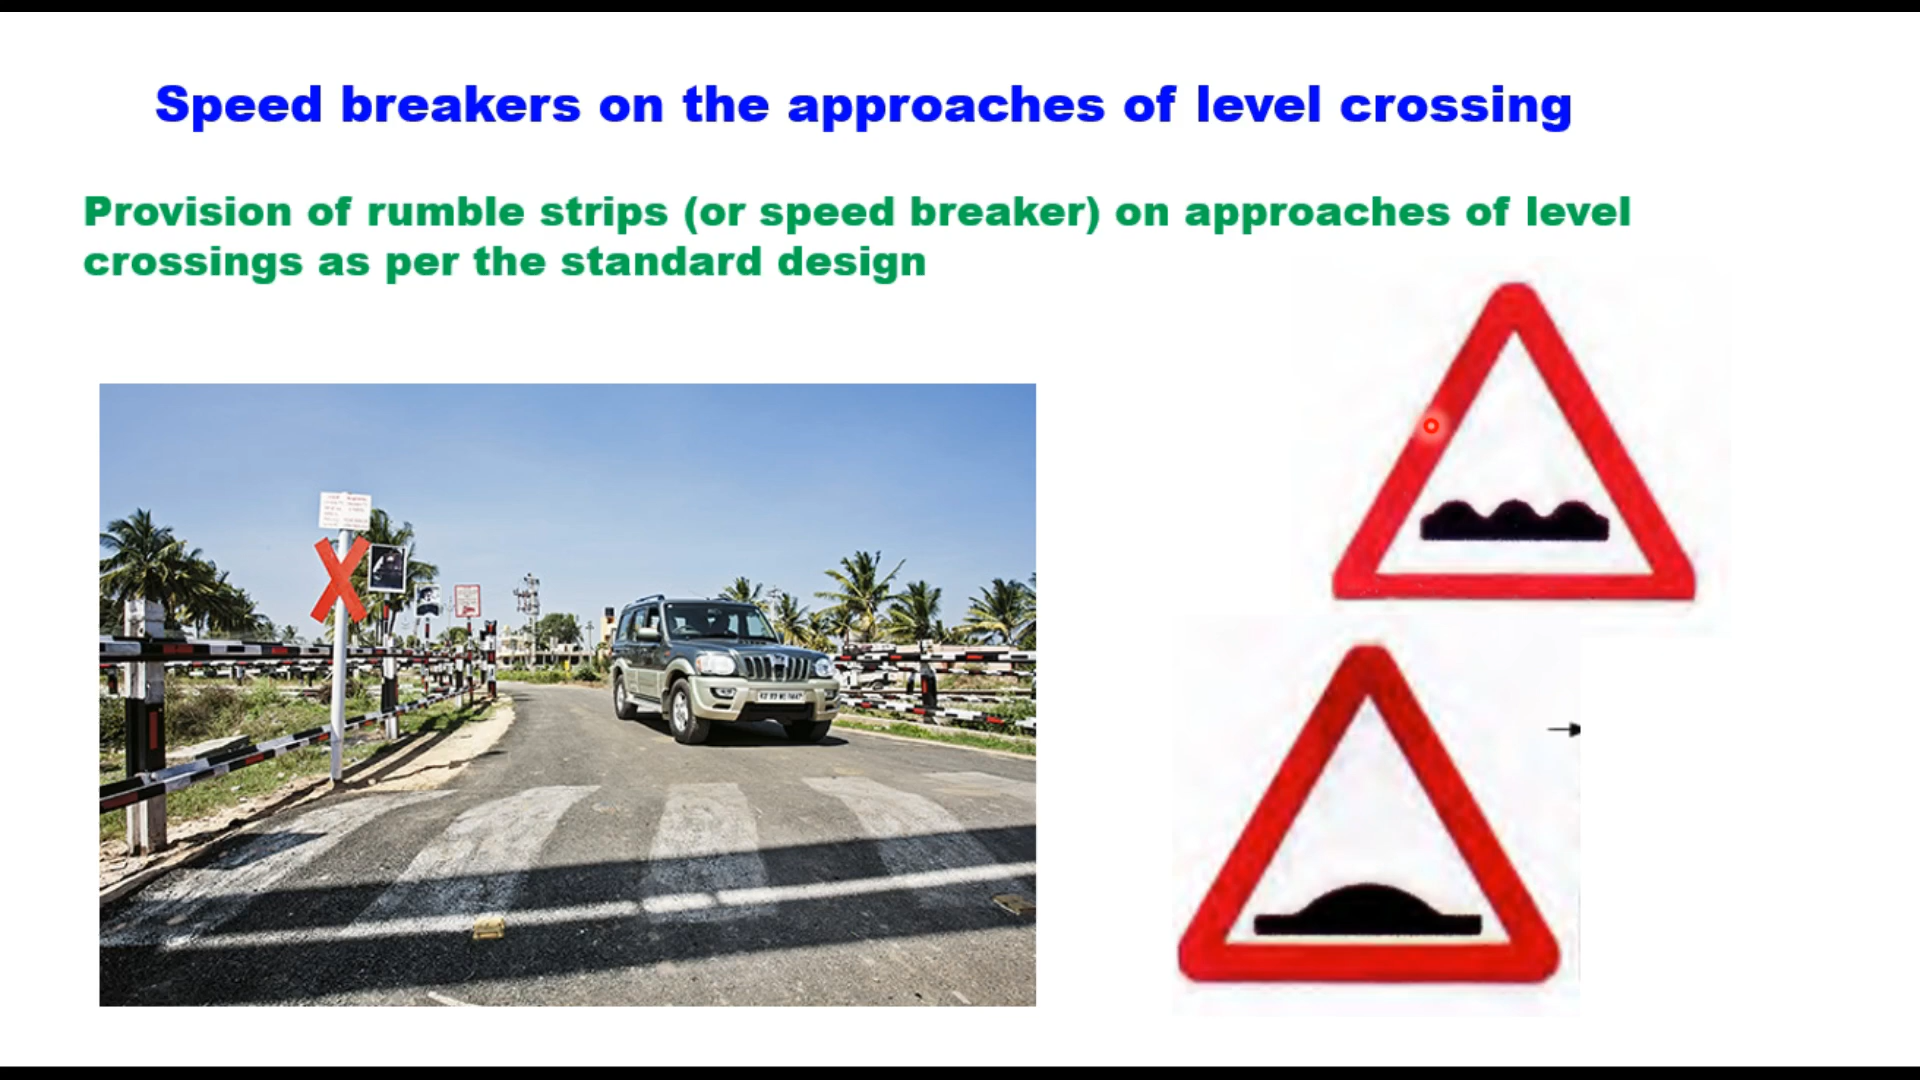 Speed breakers on the approaches of level crossing
Provision of rumble strips (or speed breaker) on approaches of level
crossings as per the standard design